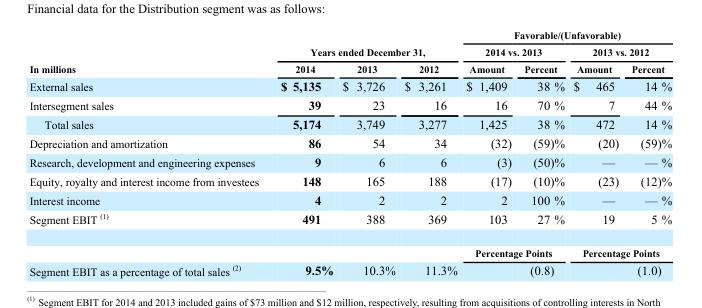 Financial data for the Distribution segment was as follows:
Favorable/(Unfavorable)
Years ended December 31, 2014 vs. 2013 2013 vs. 2012
In millions 2014 2013 2012 Amount Percent Amount Percent
External sales $ 5,135 $ 3,726 $ 3,261 $ 1,409 38 % $ 465 14 %
Intersegment sales 39 23 16 16 70 % 7 44 %
Total sales 5,174 3,749 3,277 1,425 38 % 472 14 %
Depreciation and amortization 86 54 34 (32) (59)% (20) (59)%
Research, development and engineering expenses 9 6 6 (3) (50)% — — %
Equity, royalty and interest income from investees 148 165 188 (17) (10)% (23) (12)%
Interest income 4 2 2 2 100 % — — %
Segment EBIT (1) 491 388 369 103 27 % 19 5 %
Percentage Points Percentage Points
Segment EBIT as a percentage of total sales (2) 9.5% 10.3% 11.3% (0.8) (1.0)
(1) Segment EBIT for 2014 and 2013 included gains of $73 million and $12 million, respectively, resulting from acquisitions of controlling interests in North